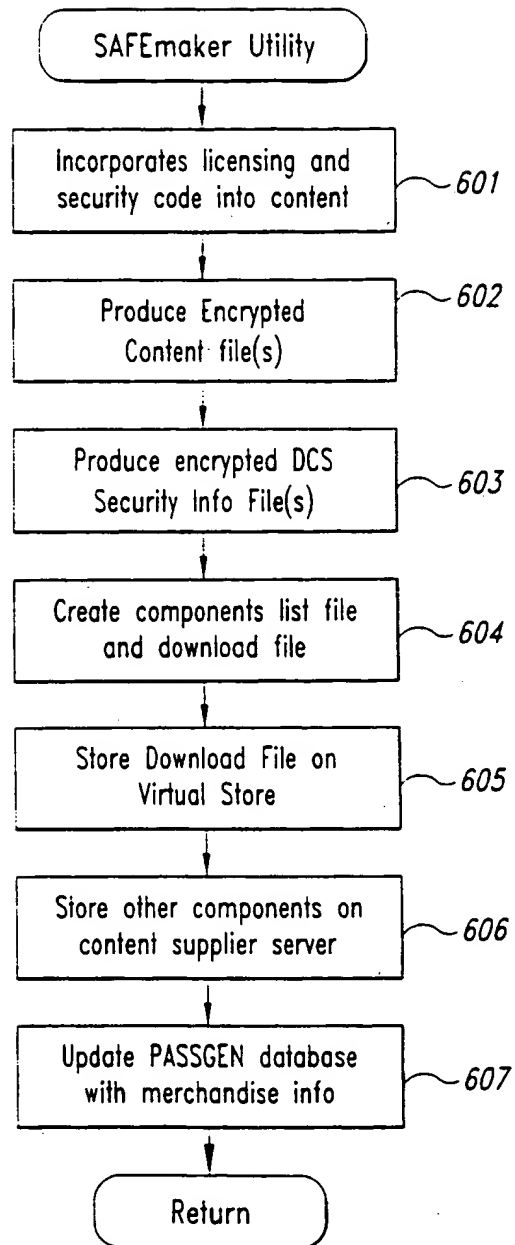 SAFEmaker Utility
Incorporates licensing and
security code into content
601
Produce Encrypted
Content file(s)
602
Produce encrypted DCS
Security Info File(s)
603
Create components list file
and download file
604
Store Download File on
Virtual Store
605
Store other components on
content supplier server
606
Update PASSGEN database
with merchandise info
607
Return